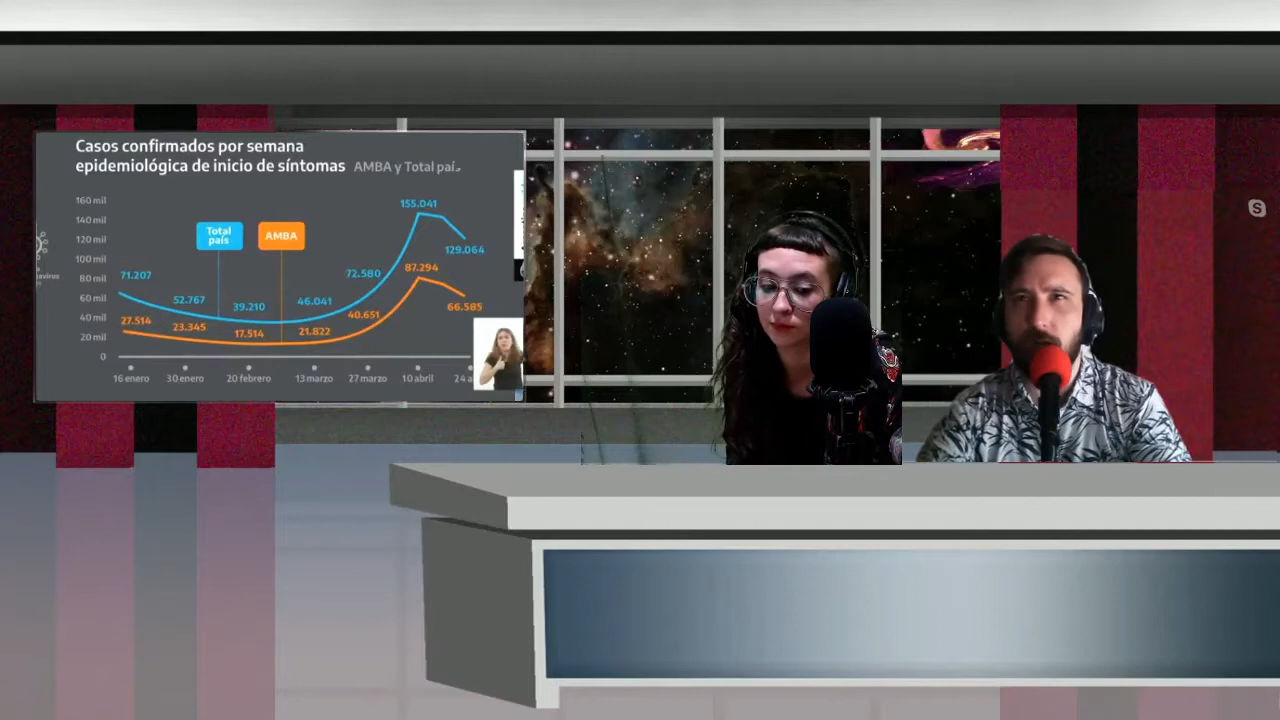 Casos confirmados por semana
epidemiológica de inicio de síntomas AMBA y Total
160 mil
140 mil
120 mil
100 mil
80 mil
60 mil
40 mil
20 mil
0
Total
país
AMBA
71.207
52.767
39.210
46.041
72.580
155.041
129.064
27.514
23.345
17.514
21.822
40.651
87.294
66.585
16 enero
30 enero
20 febrero
13 marzo
27 marzo
10 abril
24
S